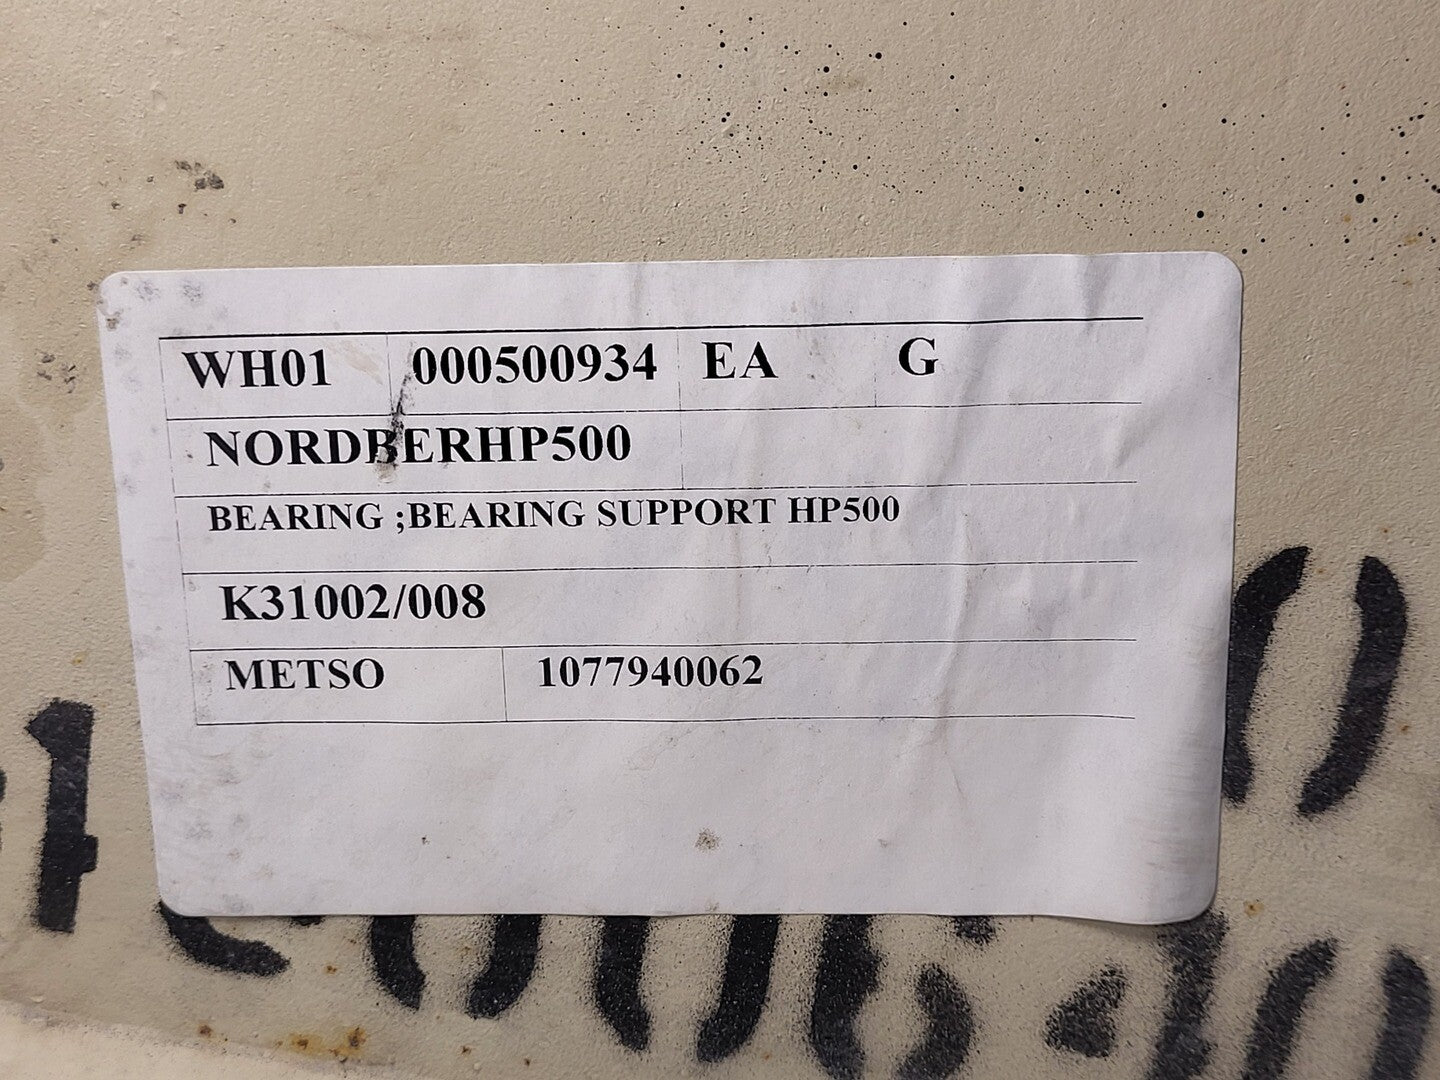 WH01 000500934 EA G
NORDBERHP500
BEARING ;BEARING SUPPORT HP500
K31002/008
METSO 1077940062